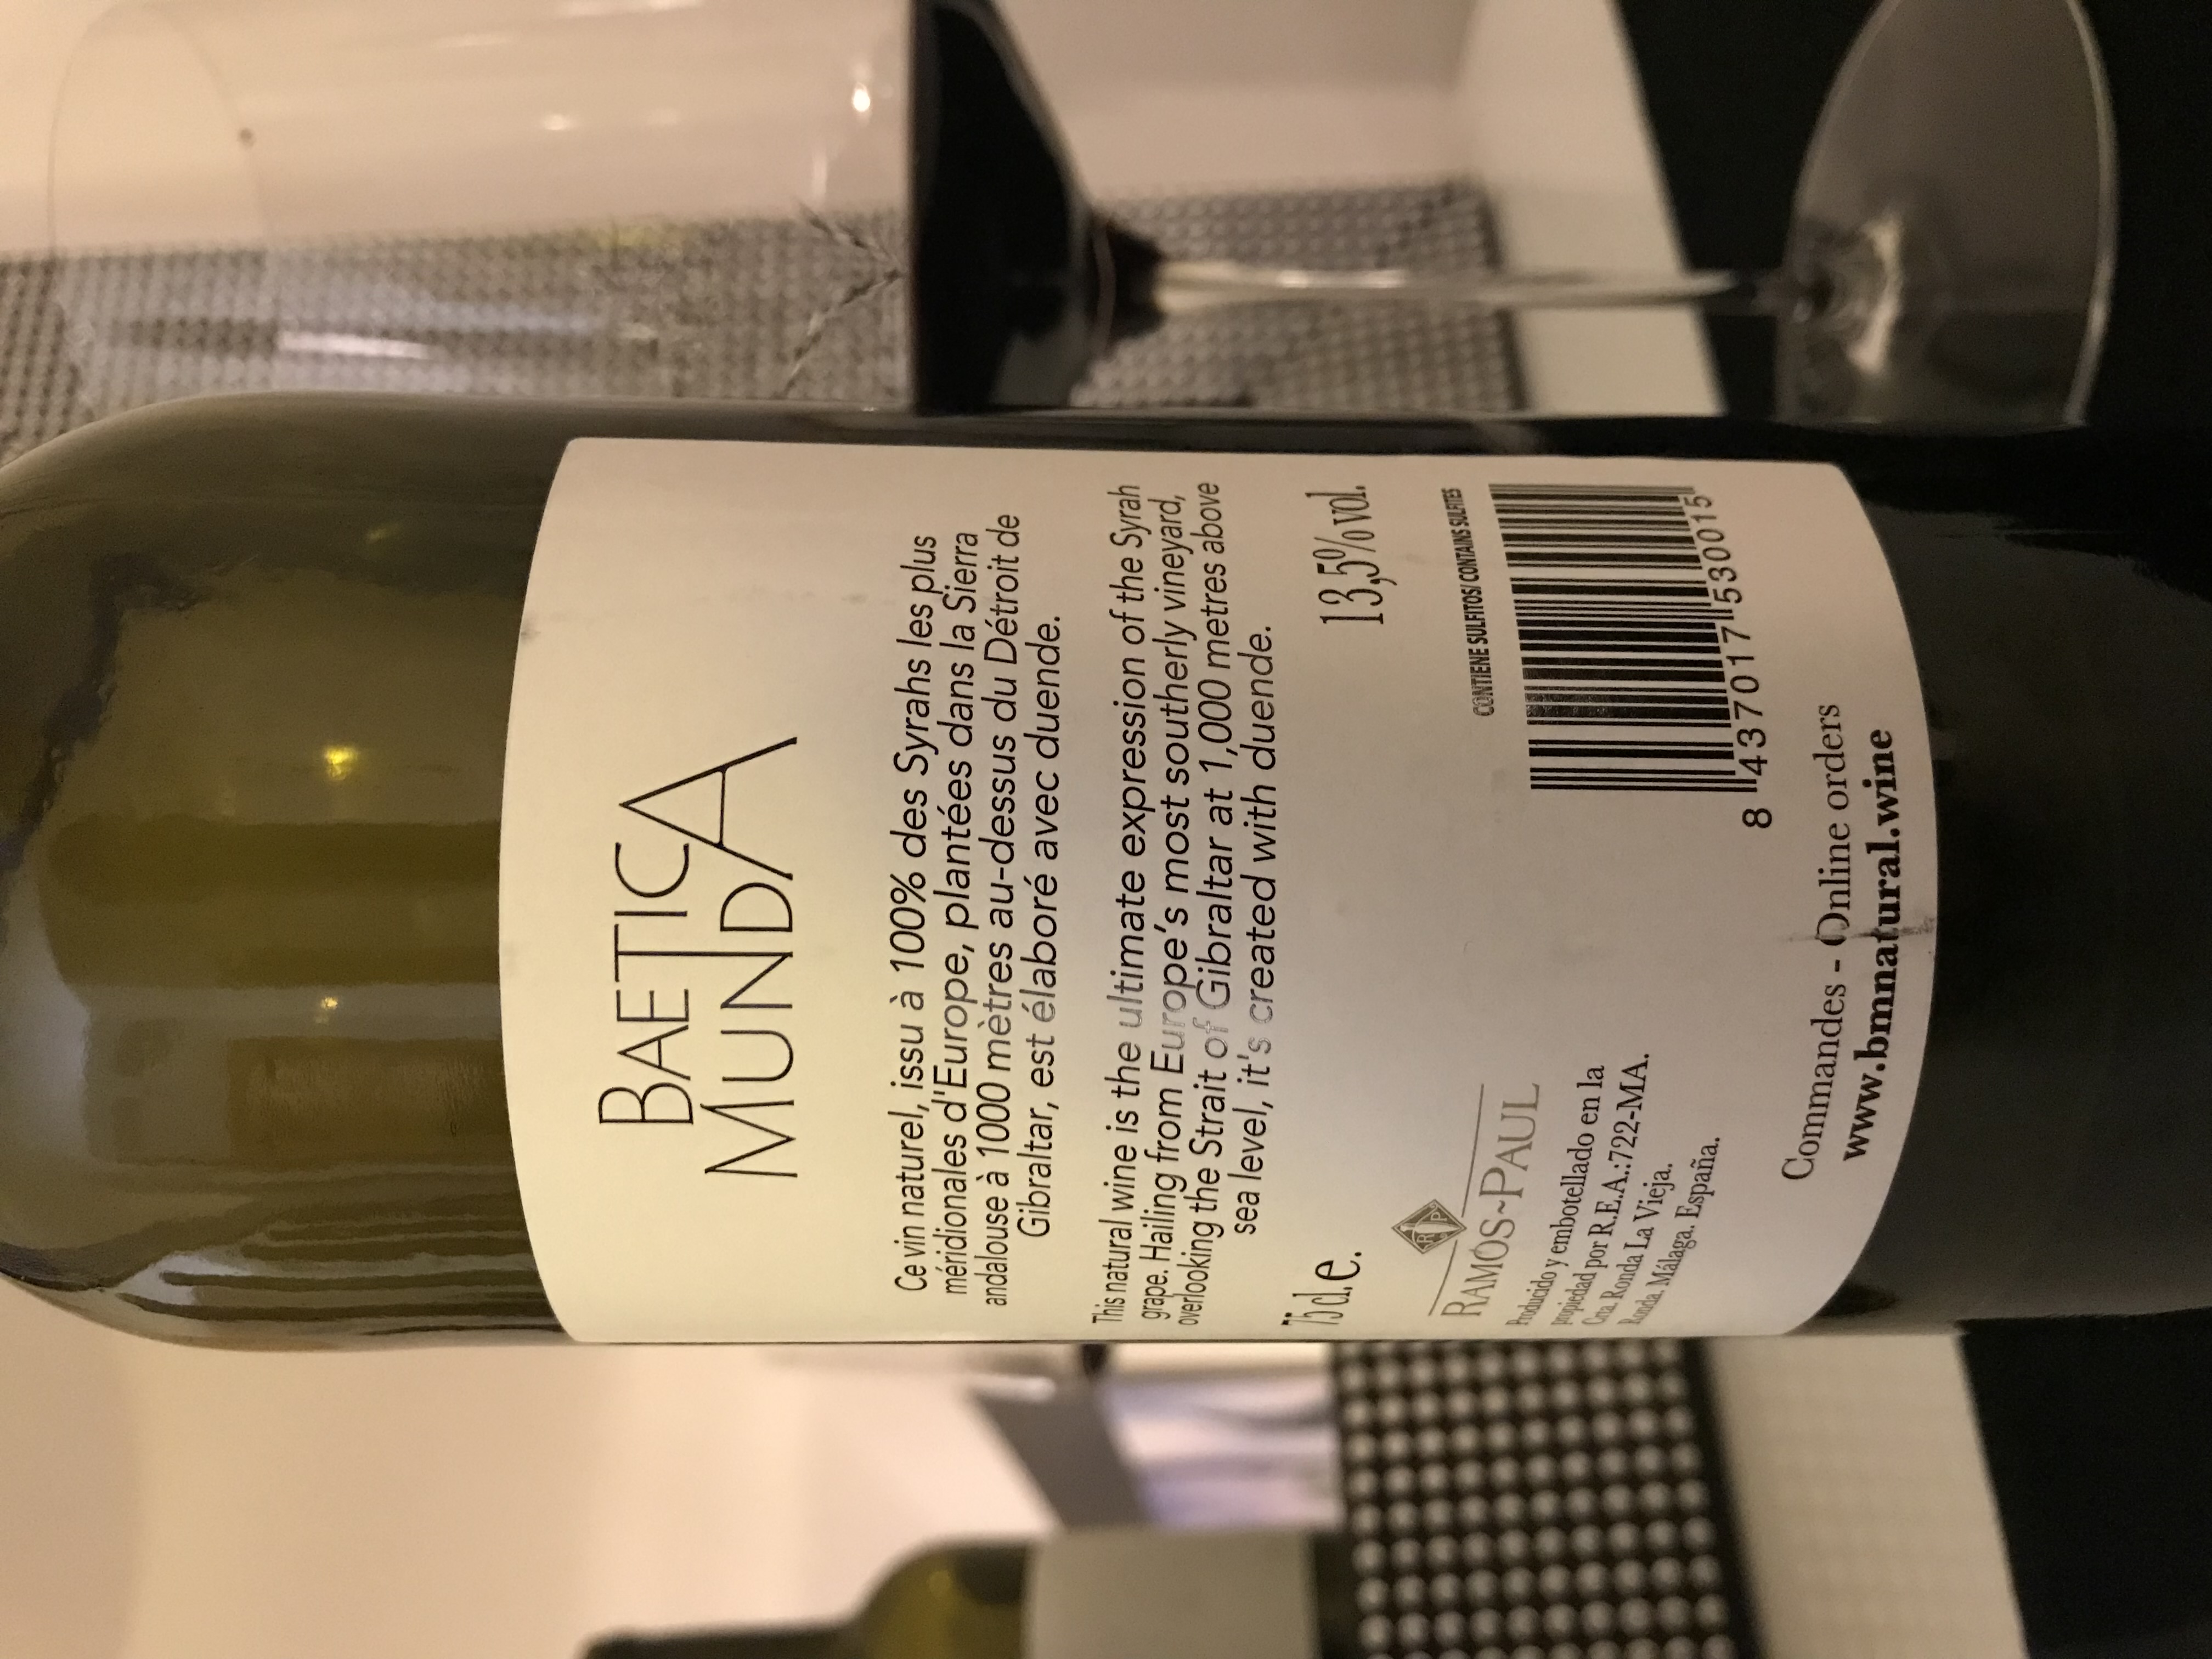 BAETICA
MUNDA
Ce vin naturel, issu à 100% des Syrahs les plus
méridionales d'Europe, plantées dans la Sierra
andalouse à 1000 mètres au-dessus du Détroit de
Gibraltar, est élaboré avec duende.
This natural wine is the ultimate expression of the Syrah
grape. Hailing from Europe's most southerly vineyard,
overlooking the Strait of Gibraltar at 1,000 metres above
sea level, it's created with duende.
75 cl. e.
13,5% vol.
RAMOS~PAUL
Producido y embotellado en la
propiedad por R.E.A.:722-MA.
Ctra. Ronda La Vieja.
Ronda. Málaga. España.
CONTIENE SULFITOS/ CONTAINS SULFITES
8 437017 530015
Commandes - Online orders
www.bmnatural.wine